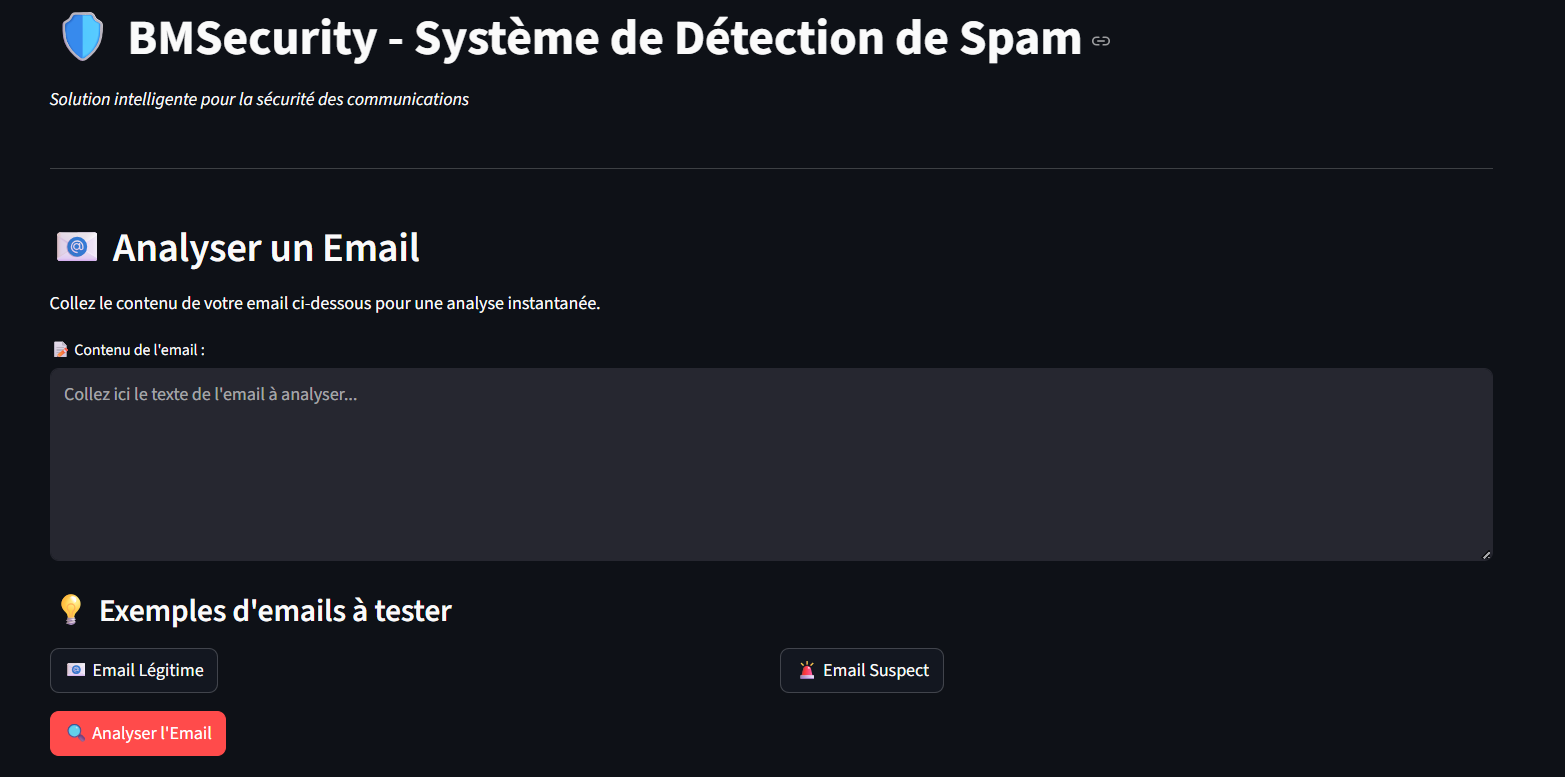 BMSecurity - Système de Détection de Spam
Solution intelligente pour la sécurité des communications
Analyser un Email
Collez le contenu de votre email ci-dessous pour une analyse instantanée.
Contenu de l'email :
Collez ici le texte de l'email à analyser...
Exemples d'emails à tester
Email Légitime
Email Suspect
Analyser l'Email